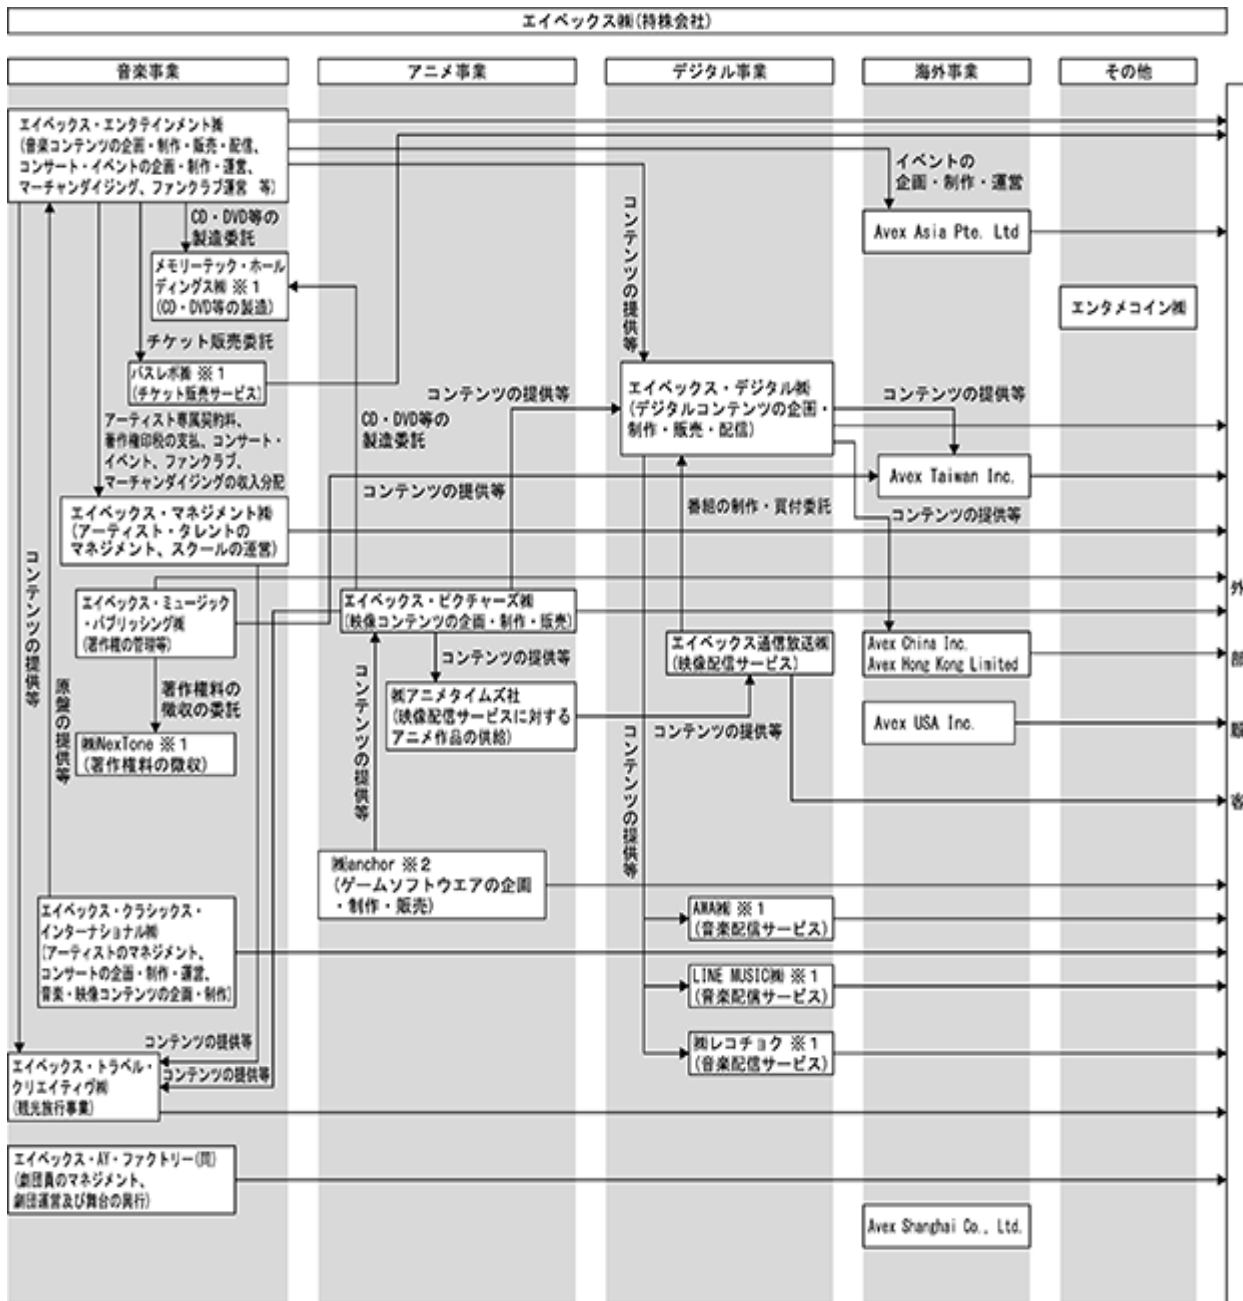 エイベックス㈱(持株会社)
音楽事業
アニメ事業
デジタル事業
海外事業
その他
エイベックス・エンタテインメント㈱
(音楽コンテンツの企画・制作・販売・配信、
コンサート・イベントの企画・制作・運営、
マーチャンダイジング、ファンクラブ運営 等)
イベントの
企画・制作・運営
CD・DVD等の
製造委託
コンテンツの提供等
Avex Asia Pte. Ltd
メモリーテック・ホール
ディングス㈱ ※1
(CD・DVD等の製造)
エンタメコイン㈱
チケット販売委託
パスレボ㈱ ※1
(チケット販売サービス)
コンテンツの提供等
エイベックス・デジタル㈱
(デジタルコンテンツの企画・
制作・販売・配信)
コンテンツの提供等
アーティスト専属契約料、
著作権印税の支払、コンサート・
イベント、ファンクラブ、
マーチャンダイジングの収入分配
CD・DVD等の
製造委託
コンテンツの提供等
番組の制作・買付委託
Avex Taiwan Inc.
コンテンツの提供等
エイベックス・マネジメント㈱
(アーティスト・タレントの
マネジメント、スクールの運営)
コンテンツの提供等
エイベックス・ミュージック
・パブリッシング㈱
(著作権の管理等)
エイベックス・ピクチャーズ㈱
(映像コンテンツの企画・制作・販売)
エイベックス通信放送㈱
(映像配信サービス)
Avex China Inc.
Avex Hong Kong Limited
外部顧客
原盤の提供等
著作権料の
徴収の委託
コンテンツの提供等
コンテンツの提供等
㈱アニメタイムズ社
(映像配信サービスに対する
アニメ作品の供給)
コンテンツの提供等
コンテンツの提供等
Avex USA Inc.
㈱NexTone ※1
(著作権料の徴収)
㈱anchor ※2
(ゲームソフトウエアの企画
・制作・販売)
エイベックス・クラシックス・
インターナショナル㈱
(アーティストのマネジメント、
コンサートの企画・制作・運営、
音楽・映像コンテンツの企画・制作)
AWA㈱ ※1
(音楽配信サービス)
LINE MUSIC㈱ ※1
(音楽配信サービス)
㈱レコチョク ※1
(音楽配信サービス)
コンテンツの提供等
コンテンツの提供等
エイベックス・トラベル・
クリエイティヴ㈱
(観光旅行事業)
エイベックス・AY・ファクトリー(同)
(劇団員のマネジメント、
劇団運営及び舞台の興行)
Avex Shanghai Co., Ltd.